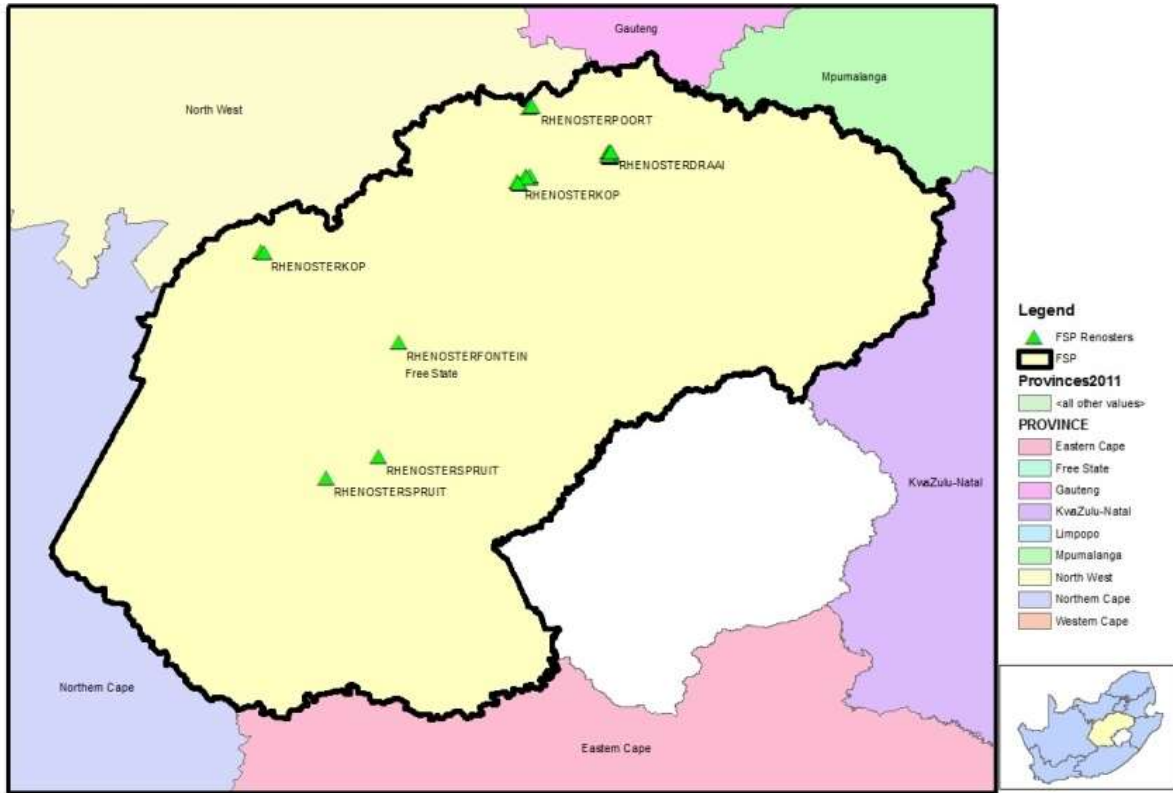 Gauteng
Mpumalanga
North West
RHENOSTERPOORT
RHENOSTERDRAAI
RHENOSTERKOP
RHENOSTERKOP
RHENOSTERFONTEIN
Free State
RHENOSTERSPRUIT
RHENOSTERSPRUIT
KwaZulu-Natal
Northern Cape
Eastern Cape
Legend
FSP Renosters
FSP
Provinces2011
<all other values>
PROVINCE
Eastern Cape
Free State
Gauteng
KwaZulu-Natal
Limpopo
Mpumalanga
North West
Northern Cape
Western Cape